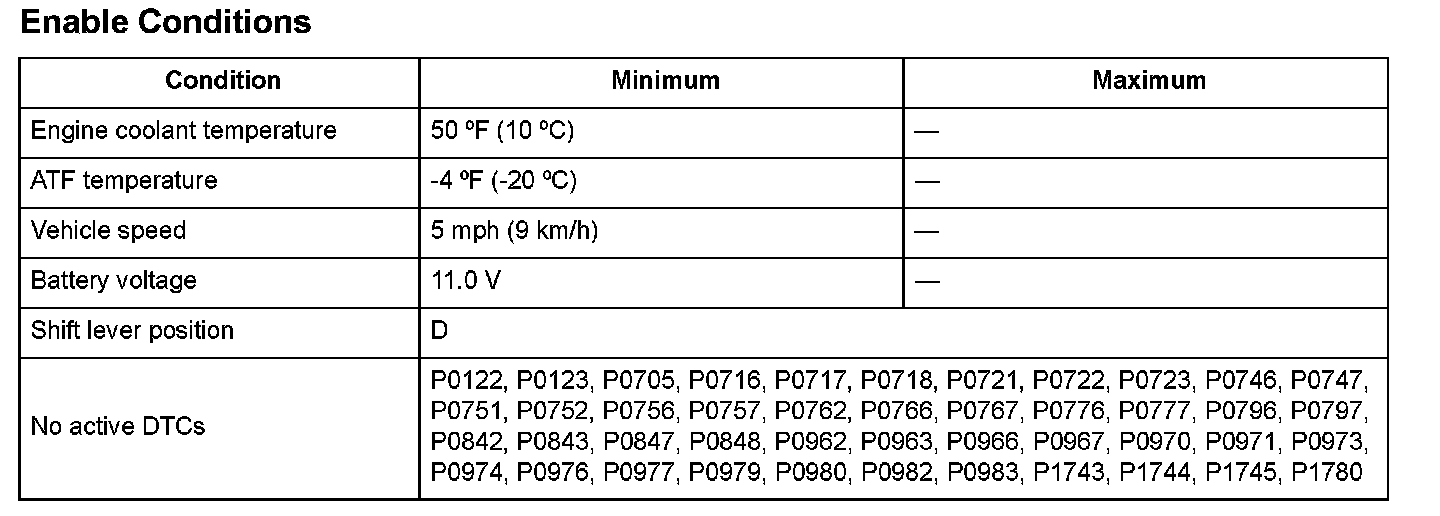 Enable Conditions
Condition Minimum Maximum
Engine coolant temperature 50 ºF (10 ºC) —
ATF temperature -4 ºF (-20 ºC) —
Vehicle speed 5 mph (9 km/h) —
Battery voltage 11.0 V —
Shift lever position D
No active DTCs
P0122, P0123, P0705, P0716, P0717, P0718, P0721, P0722, P0723, P0746, P0747,
P0751, P0752, P0756, P0757, P0762, P0766, P0767, P0776, P0777, P0796, P0797,
P0842, P0843, P0847, P0848, P0962, P0963, P0966, P0967, P0970, P0971, P0973,
P0974, P0976, P0977, P0979, P0980, P0982, P0983, P1743, P1744, P1745, P1780